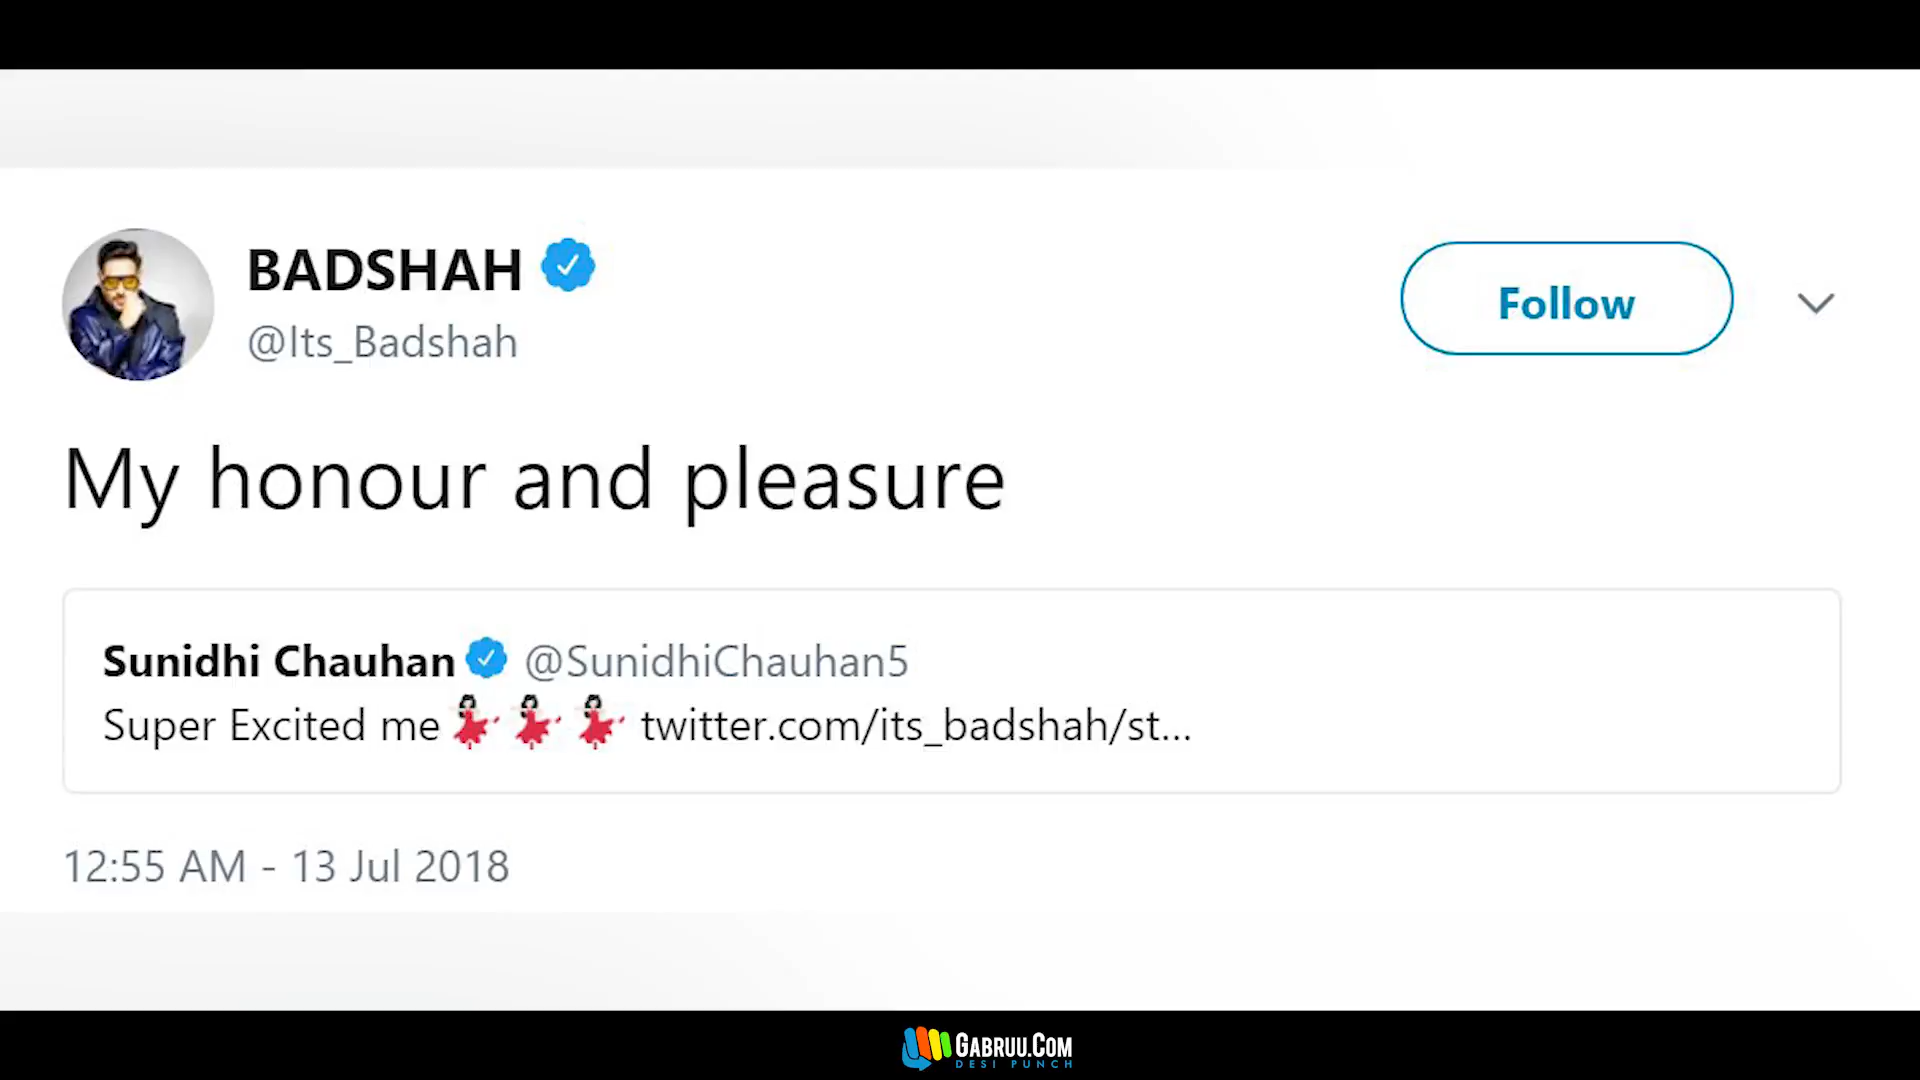 BADSHAH
@Its_Badshah
Follow
My honour and pleasure
Sunidhi Chauhan @SunidhiChauhan5
Super Excited me 💃💃💃 twitter.com/its_badshah/st...
12:55 AM - 13 Jul 2018
GABRUU.COM
DESI PUNCH